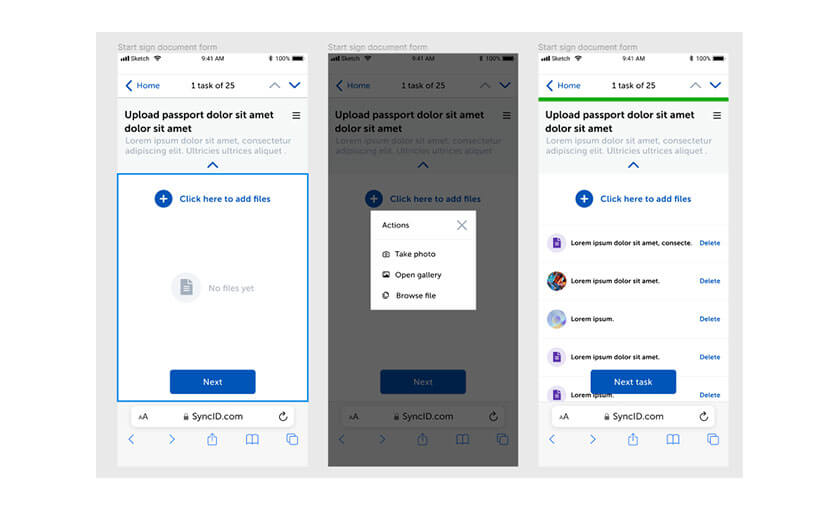 Start sign document form
Sketch 9:41 AM 100%
Home 1 task of 25
Upload passport dolor sit amet
dolor sit amet
Lorem ipsum dolor sit amet, consectetur
adipiscing elit. Ultricies ultrices aliquet .
Click here to add files
No files yet
Next
AA SyncID.com
Start sign document form
Sketch 9:41 AM 100%
Home 1 task of 25
Upload passport dolor sit amet
dolor sit amet
Lorem ipsum dolor sit amet, consectetur
adipiscing elit. Ultricies ultrices aliquet .
Click here to add files
Actions
Take photo
Open gallery
Browse file
Next
AA SyncID.com
Start sign document form
Sketch 9:41 AM 100%
Home 1 task of 25
Upload passport dolor sit amet
dolor sit amet
Lorem ipsum dolor sit amet, consectetur
adipiscing elit. Ultricies ultrices aliquet .
Click here to add files
Lorem ipsum dolor sit amet, consecte. Delete
Lorem ipsum dolor sit amet. Delete
Lorem ipsum. Delete
Lorem ipsum dolor sit amet. Delete
Next task
Lorem ipsum. Delete
AA SyncID.com